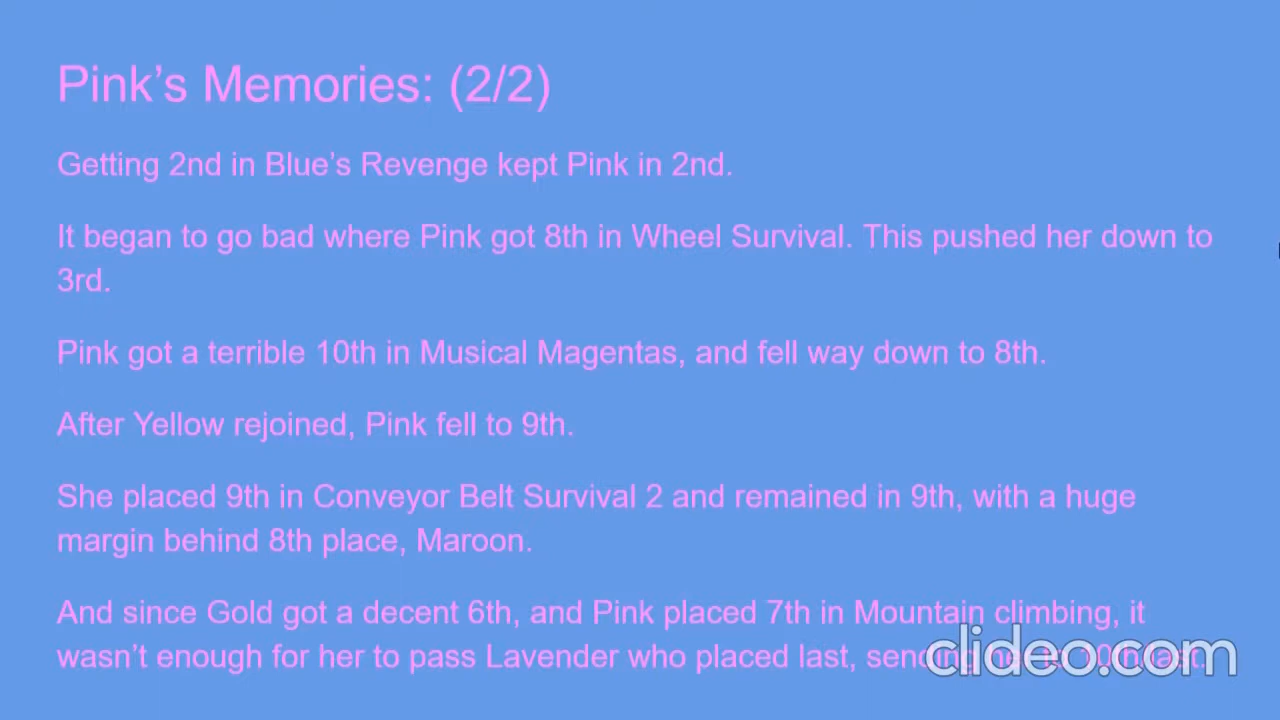 Pink’s Memories: (2/2)
Getting 2nd in Blue’s Revenge kept Pink in 2nd.
It began to go bad where Pink got 8th in Wheel Survival. This pushed her down to
3rd.
Pink got a terrible 10th in Musical Magentas, and fell way down to 8th.
After Yellow rejoined, Pink fell to 9th.
She placed 9th in Conveyor Belt Survival 2 and remained in 9th, with a huge
margin behind 8th place, Maroon.
And since Gold got a decent 6th, and Pink placed 7th in Mountain climbing, it
wasn’t enough for her to pass Lavender who placed last, sending her to 10th/last.
clideo.com